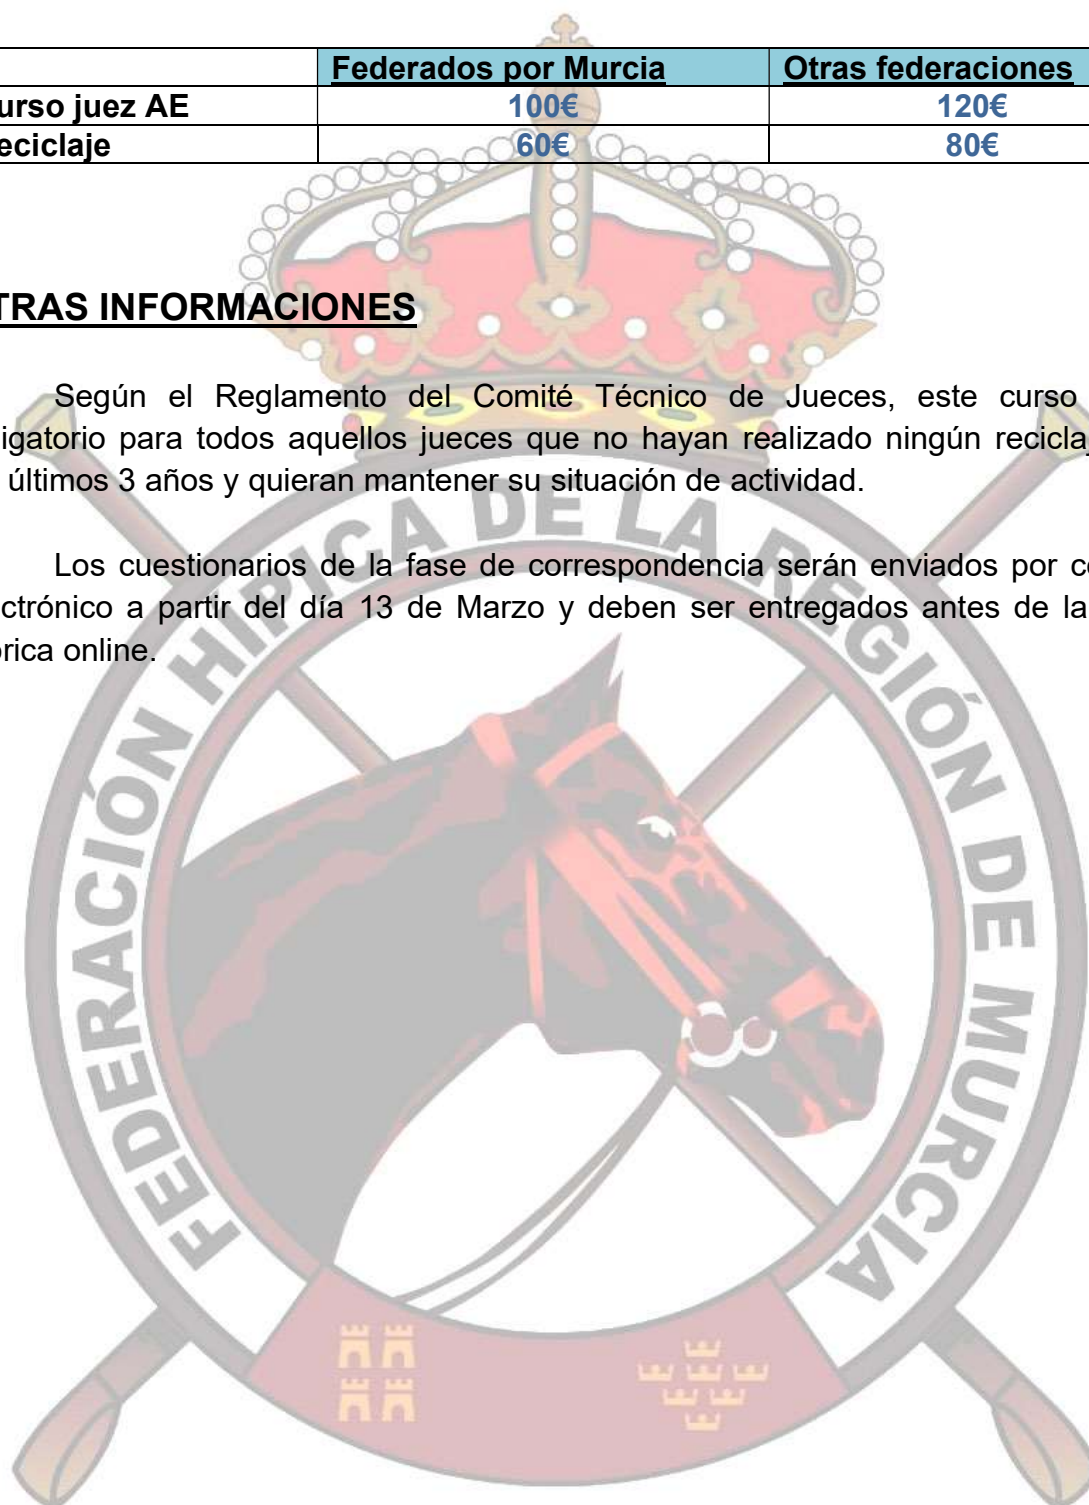 Federados por Murcia Otras federaciones
urso juez AE 100€ 120€
eciclaje 60€ 80€
TRAS INFORMACIONES
Según el Reglamento del Comité Técnico de Jueces, este curso
igatorio para todos aquellos jueces que no hayan realizado ningún recicla
últimos 3 años y quieran mantener su situación de actividad.
Los cuestionarios de la fase de correspondencia serán enviados por c
ctrónico a partir del día 13 de Marzo y deben ser entregados antes de la
rica online.
FEDERACIÓN HIPICA DE LA REGIÓN DE MURCIA